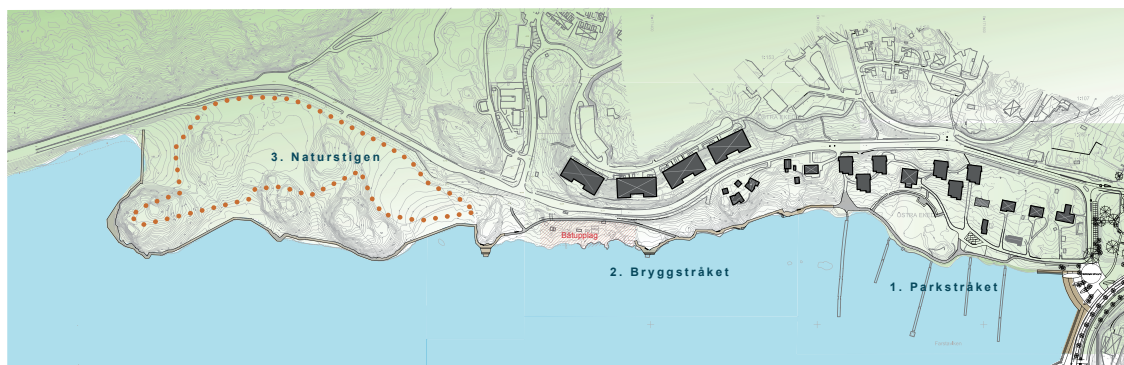 3. Naturstigen
Båtupplag
2. Bryggstråket
1. Parkstråket